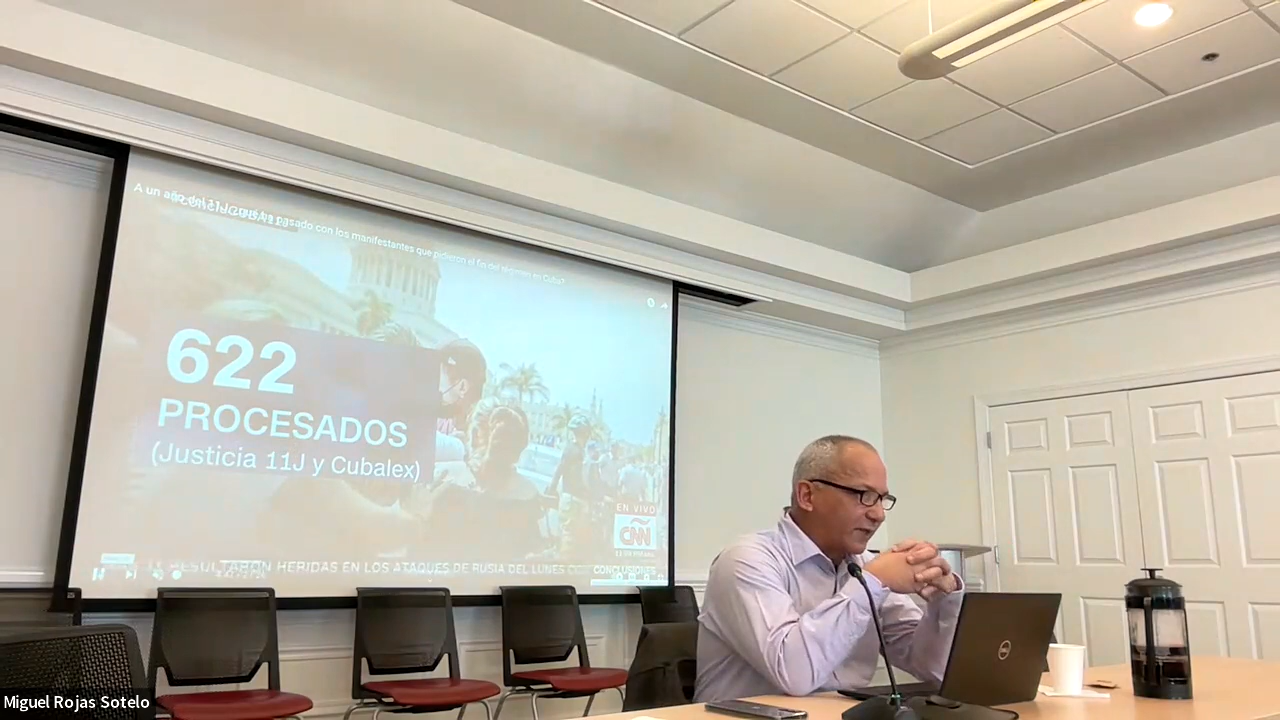 A un año del 11J: ¿qué ha pasado con los manifestantes que pidieron el fin del régimen en Cuba?
622
PROCESADOS
(Justicia 11J y Cubalex)
EN VIVO
CNN
RESULTARON HERIDAS EN LOS ATAQUES DE RUSIA DEL LUNES
CONCLUSIONES
DELL
Miguel Rojas Sotelo